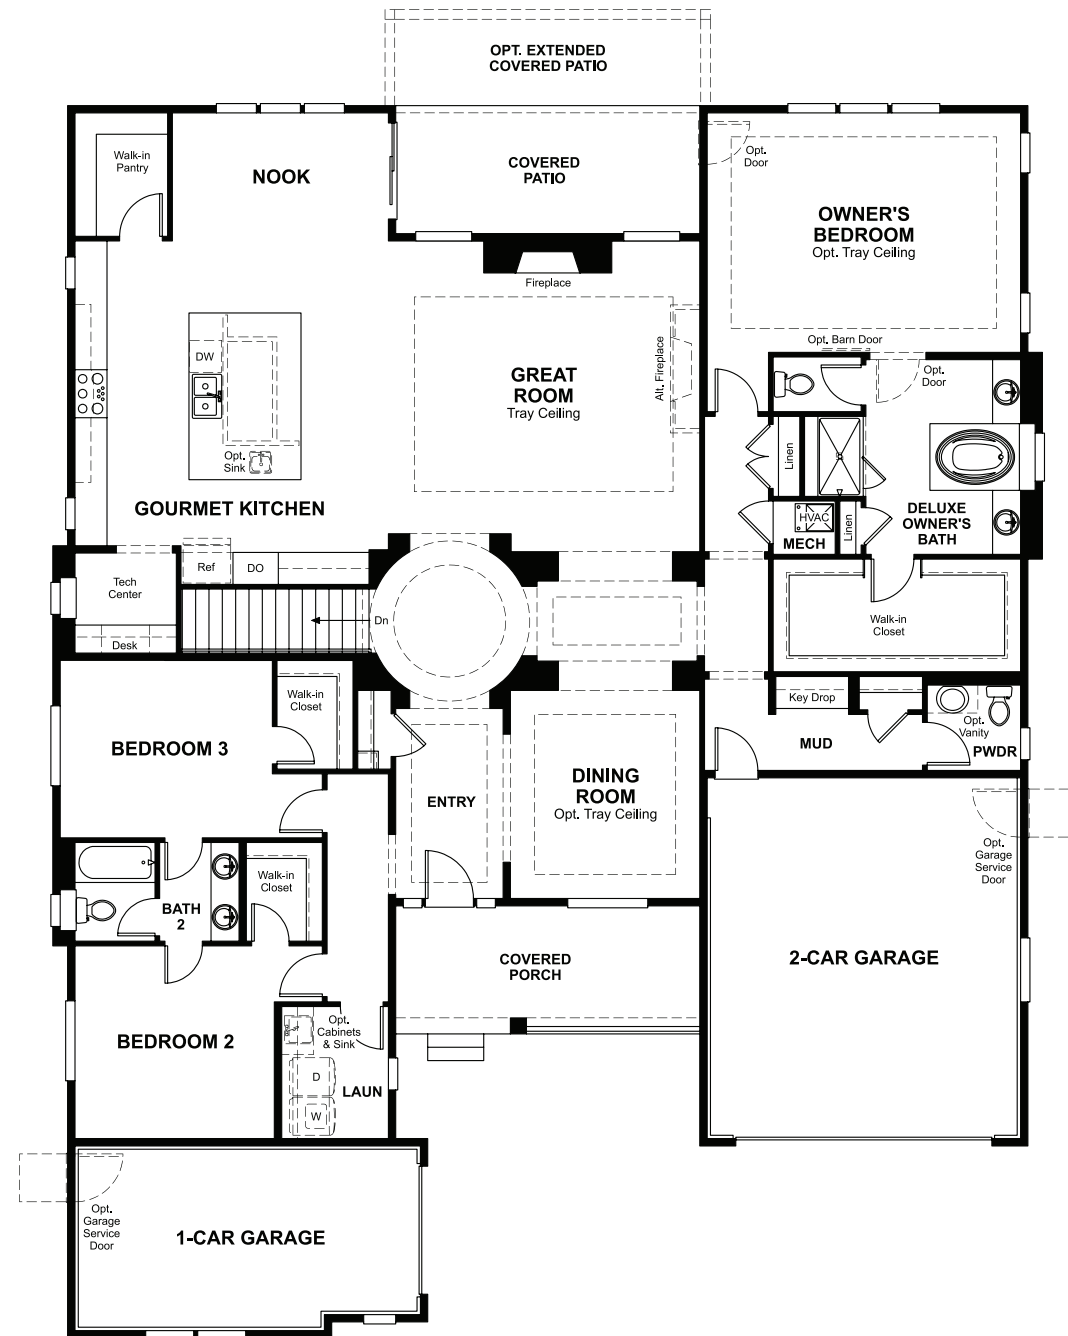 OPT. EXTENDED
COVERED PATIO
Walk-in
Pantry
NOOK
COVERED
PATIO
Opt.
Door
OWNER'S
BEDROOM
Opt. Tray Ceiling
Fireplace
DW
Opt.
Sink
GREAT
ROOM
Tray Ceiling
Alt. Fireplace
Opt. Barn Door
Opt.
Door
Linen
GOURMET KITCHEN
HVAC
MECH
Linen
DELUXE
OWNER'S
BATH
Tech
Center
Desk
Ref
DO
Dn
Walk-in
Closet
Walk-in
Closet
BEDROOM 3
Key Drop
MUD
Opt.
Vanity
PWDR
ENTRY
DINING
ROOM
Opt. Tray Ceiling
Opt.
Garage
Service
Door
Walk-in
Closet
BATH
2
COVERED
PORCH
2-CAR GARAGE
BEDROOM 2
Opt.
Cabinets
& Sink
D
W
LAUN
Opt.
Garage
Service
Door
1-CAR GARAGE